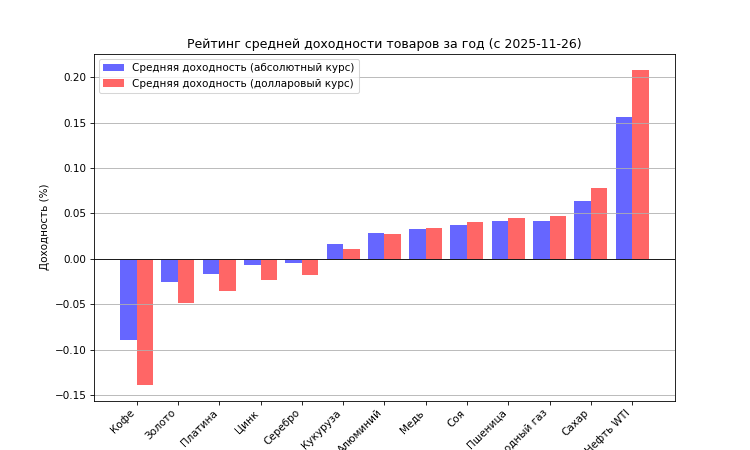 Рейтинг средней доходности товаров за год (с 2025-11-26)
Средняя доходность (абсолютный курс)
Средняя доходность (долларовый курс)
Доходность (%)
0.20
0.15
0.10
0.05
0.00
−0.05
−0.10
−0.15
Кофе
Золото
Платина
Цинк
Серебро
Кукуруза
Алюминий
Медь
Соя
Пшеница
одный газ
Сахар
Нефть WTI